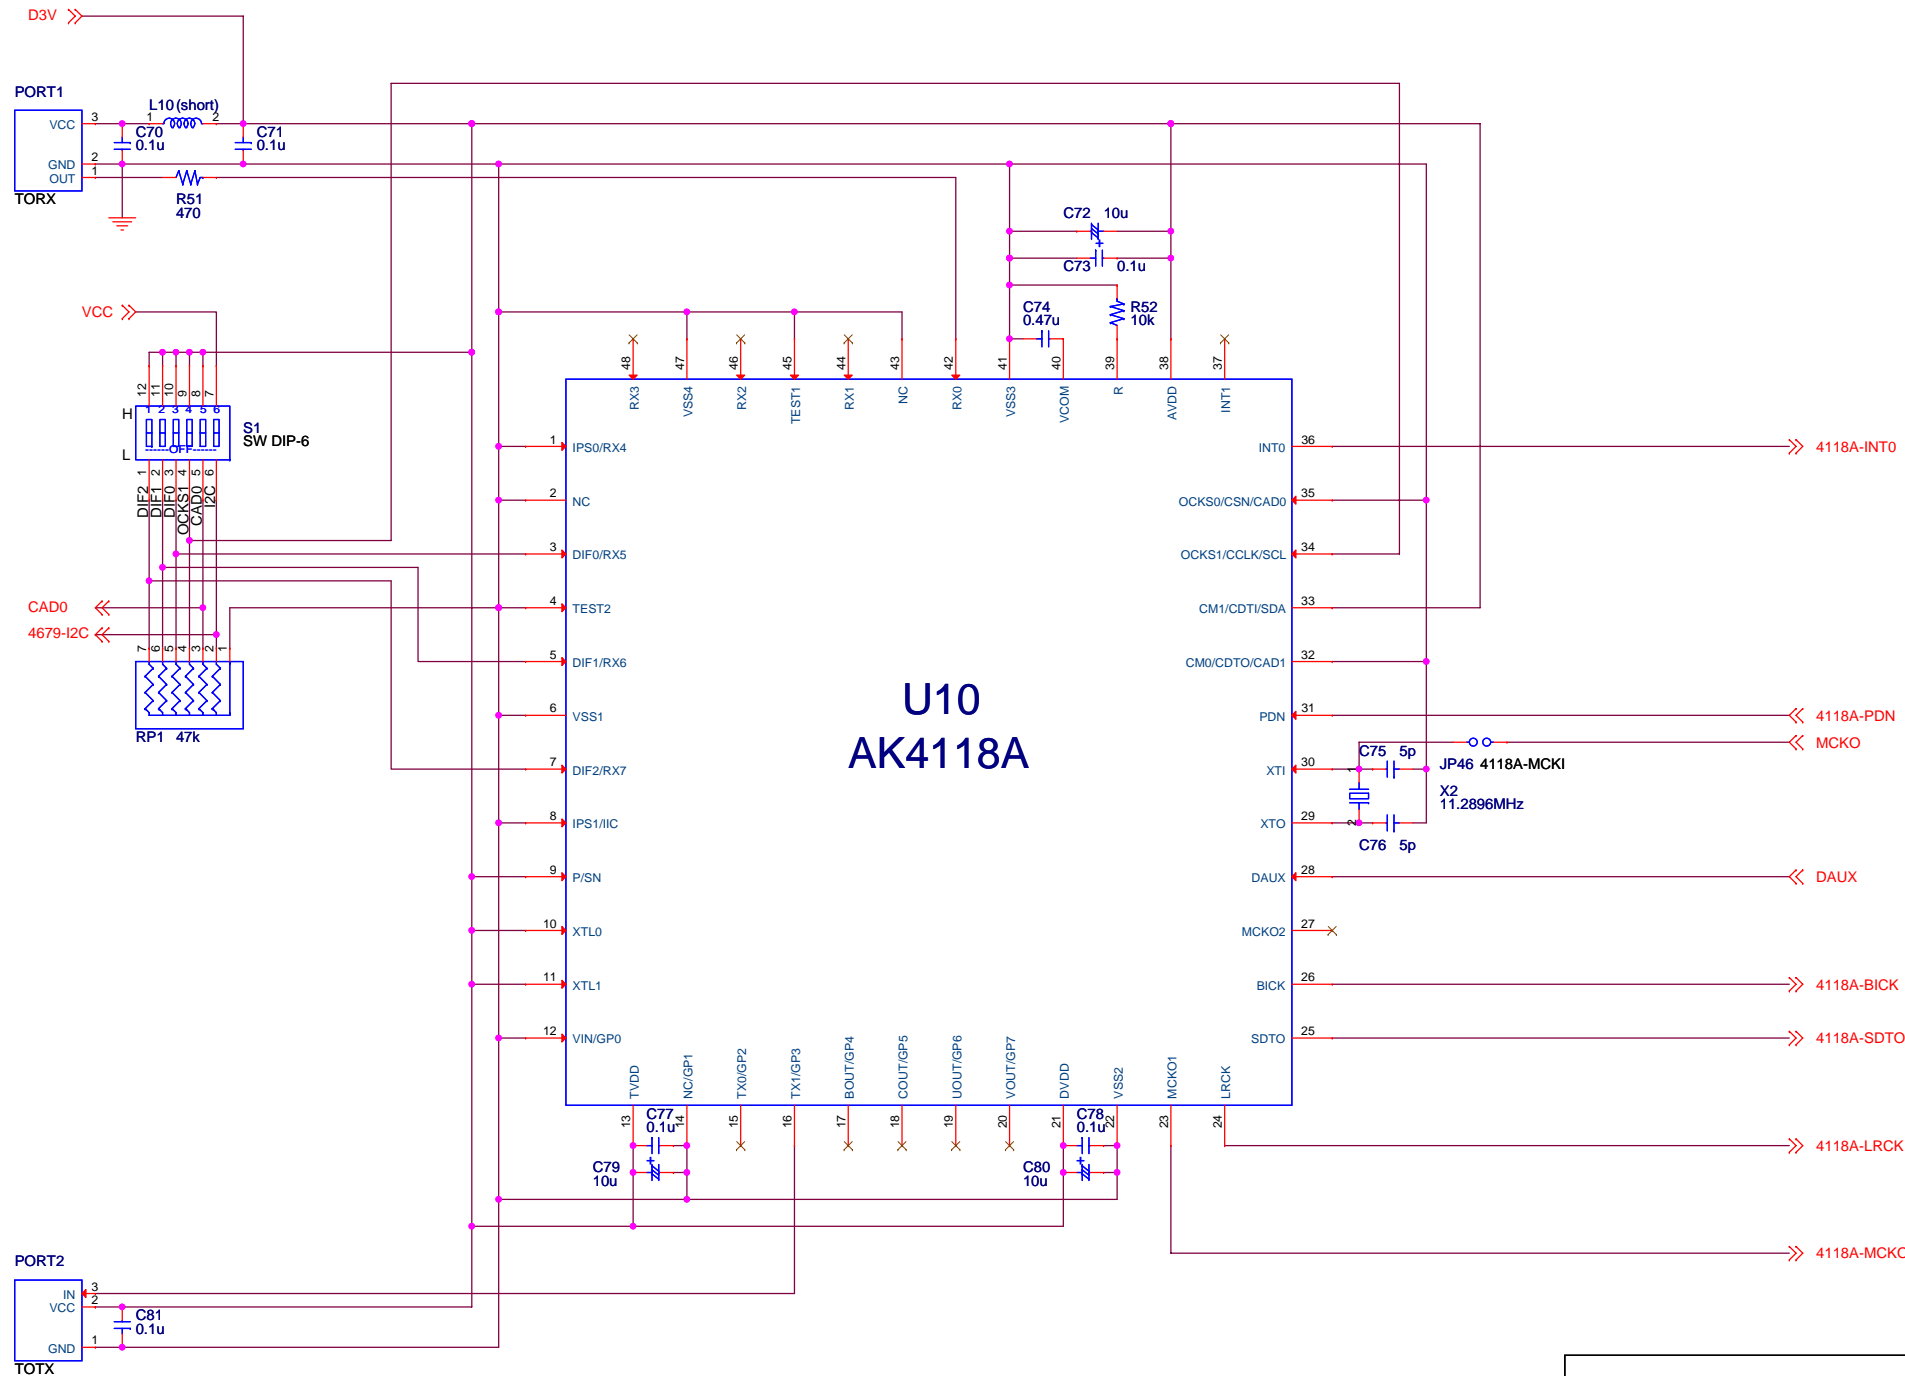 D3V
PORT1
VCC 3
GND 2
OUT 1
TORX
L10 (short)
1 2
C70
0.1u
C71
0.1u
R51
470
VCC
12 11 10 9 8 7
H
1 2 3 4 5 6
L
OFF
S1
SW DIP-6
1 2 3 4 5 6
DIF2
DIF1
DIF0
OCKS1
CAD0
I2C
CAD0
4679-I2C
7 6 5 4 3 2 1
RP1 47k
C72 10u
+
C73 0.1u
C74
0.47u
R52
10k
48 47 46 45 44 43 42 41 40 39 38 37
RX3
VSS4
RX2
TEST1
RX1
NC
RX0
VSS3
VCOM
R
AVDD
INT1
1 IPS0/RX4
2 NC
3 DIF0/RX5
4 TEST2
5 DIF1/RX6
6 VSS1
7 DIF2/RX7
8 IPS1/IIC
9 P/SN
10 XTL0
11 XTL1
12 VIN/GP0
U10
AK4118A
INT0 36 4118A-INT0
OCKS0/CSN/CAD0 35
OCKS1/CCLK/SCL 34
CM1/CDTI/SDA 33
CM0/CDTO/CAD1 32
PDN 31 4118A-PDN
MCKO
C75 5p
JP46 4118A-MCKI
XTI 30
1
X2
11.2896MHz
XTO 29
2
C76 5p
DAUX 28 DAUX
MCKO2 27
BICK 26 4118A-BICK
SDTO 25 4118A-SDTO
TVDD
NC/GP1
TX0/GP2
TX1/GP3
BOUT/GP4
COUT/GP5
UOUT/GP6
VOUT/GP7
DVDD
VSS2
MCKO1
LRCK
13 14 15 16 17 18 19 20 21 22 23 24
C77
0.1u
C78
0.1u
+
C79
10u
+
C80
10u
4118A-LRCK
4118A-MCKO
PORT2
IN 3
VCC 2
GND 1
TOTX
C81
0.1u